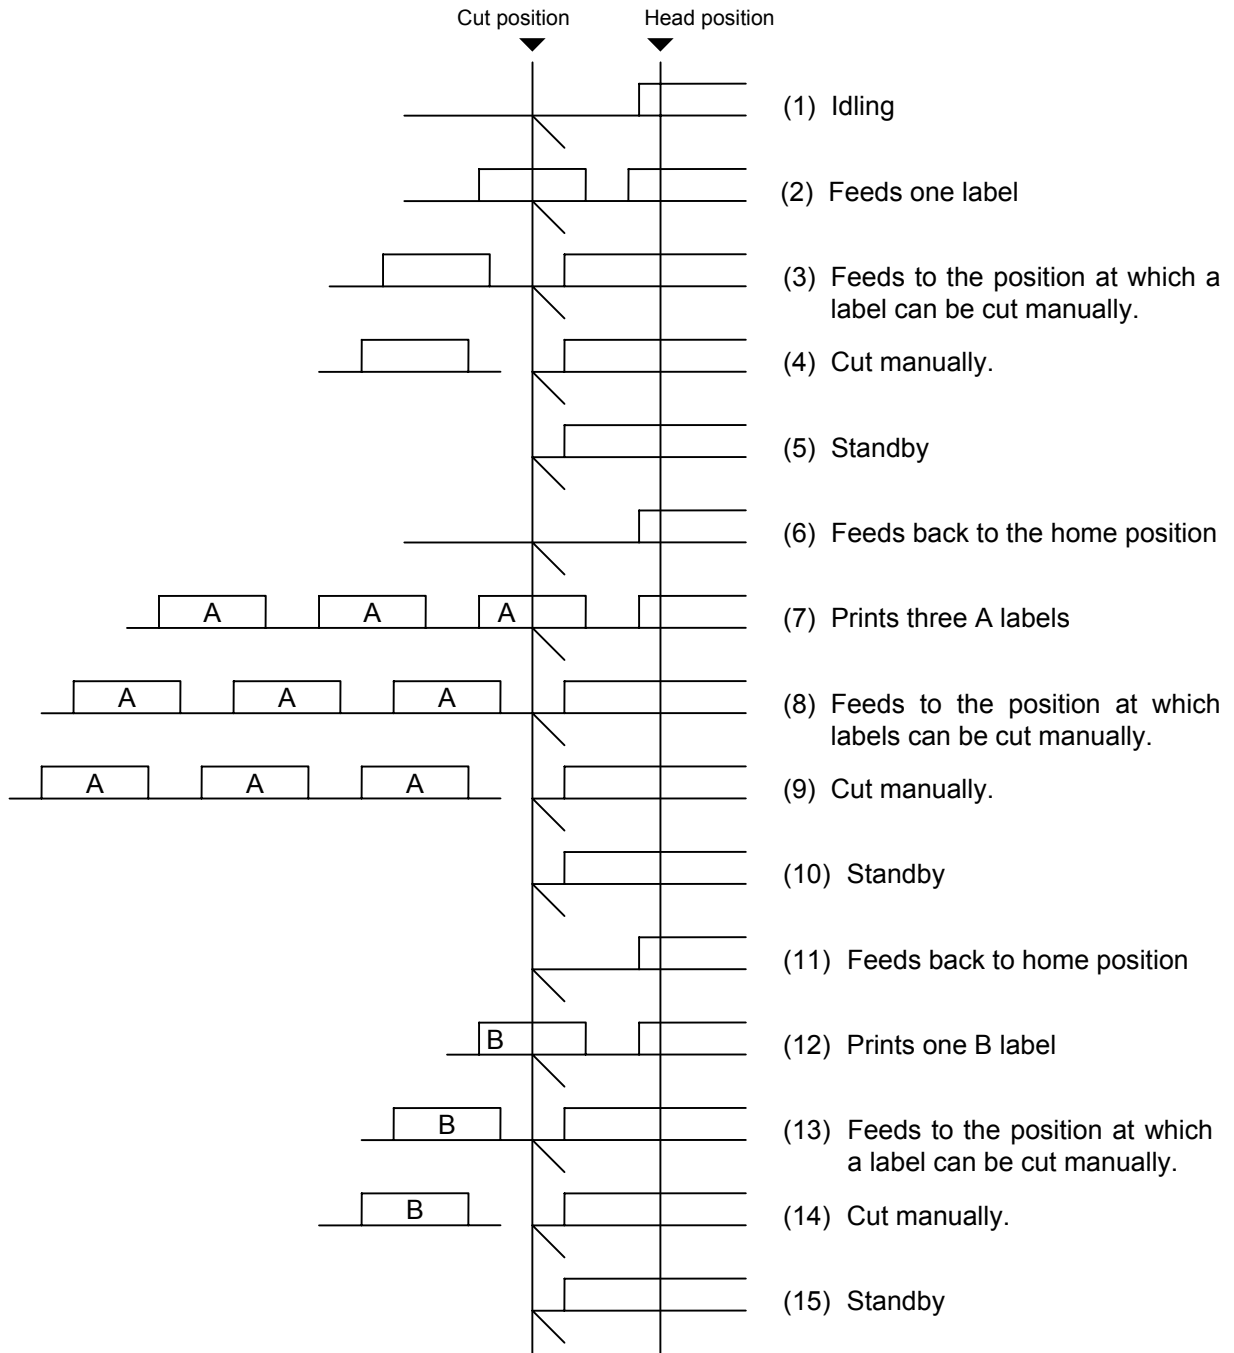 Cut position
Head position
(1) Idling
(2) Feeds one label
(3) Feeds to the position at which a
label can be cut manually.
(4) Cut manually.
(5) Standby
(6) Feeds back to the home position
A A A
(7) Prints three A labels
A A A
(8) Feeds to the position at which
labels can be cut manually.
A A A
(9) Cut manually.
(10) Standby
(11) Feeds back to home position
B
(12) Prints one B label
B
(13) Feeds to the position at which
a label can be cut manually.
B
(14) Cut manually.
(15) Standby